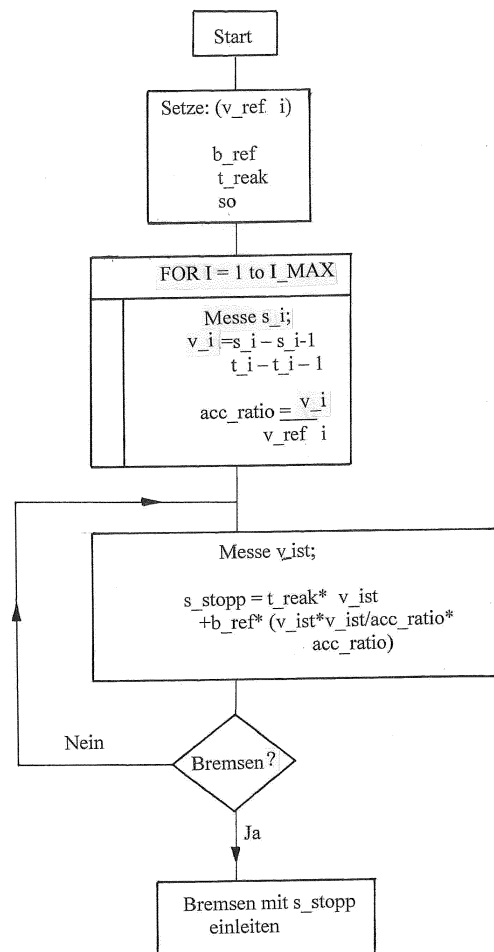 Start
Setze: (v_ref i)
b_ref
t_reak
so
FOR I = 1 to I_MAX
Messe s_i;
v_i =s_i – s_i-1
t_i – t_i – 1
acc_ratio = v_i
v_ref i
Messe v_ist;
s_stopp = t_reak* v_ist
+b_ref* (v_ist*v_ist/acc_ratio*
acc_ratio)
Nein
Bremsen?
Ja
Bremsen mit s_stopp
einleiten